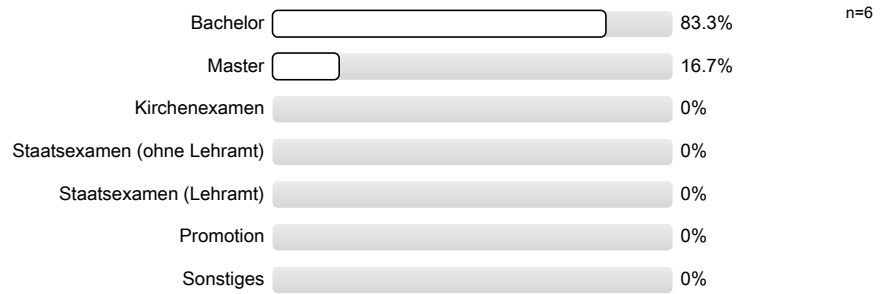 Bachelor 83.3% n=6
Master 16.7%
Kirchenexamen 0%
Staatsexamen (ohne Lehramt) 0%
Staatsexamen (Lehramt) 0%
Promotion 0%
Sonstiges 0%